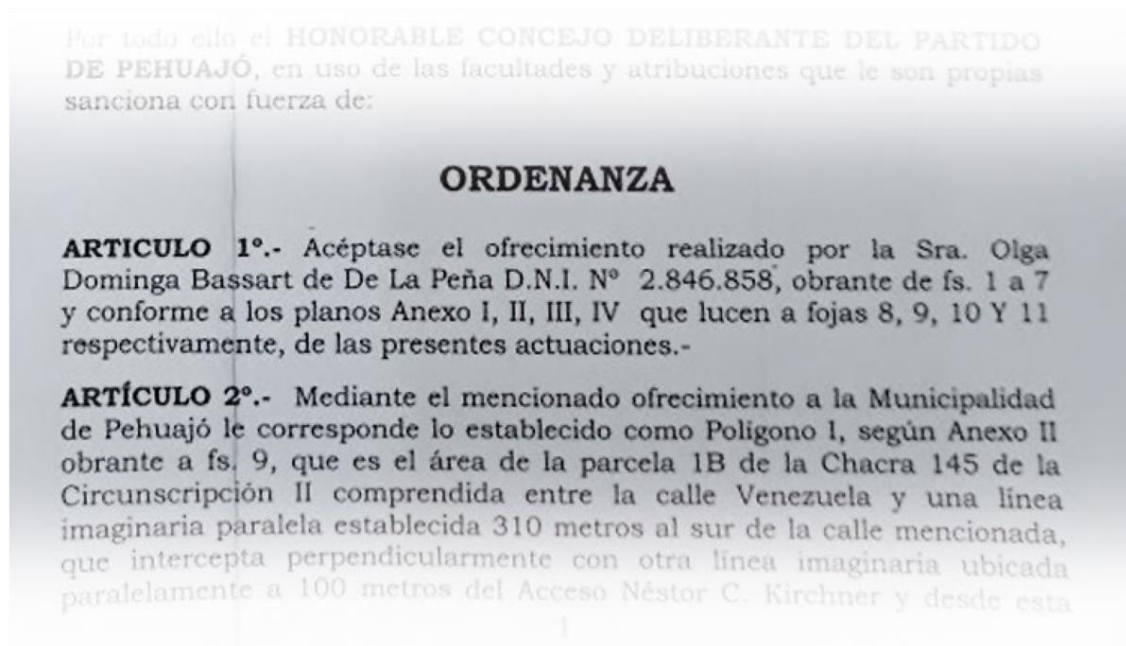 Por todo ello el HONORABLE CONCEJO DELIBERANTE DEL PARTIDO
DE PEHUAJÓ, en uso de las facultades y atribuciones que le son propias
sanciona con fuerza de:
ORDENANZA
ARTICULO 1º.- Acéptase el ofrecimiento realizado por la Sra. Olga
Dominga Bassart de De La Peña D.N.I. Nº 2.846.858, obrante de fs. 1 a 7
y conforme a los planos Anexo I, II, III, IV que lucen a fojas 8, 9, 10 Y 11
respectivamente, de las presentes actuaciones.-
ARTÍCULO 2º.- Mediante el mencionado ofrecimiento a la Municipalidad
de Pehuajó le corresponde lo establecido como Polígono I, según Anexo II
obrante a fs. 9, que es el área de la parcela 1B de la Chacra 145 de la
Circunscripción II comprendida entre la calle Venezuela y una línea
imaginaria paralela establecida 310 metros al sur de la calle mencionada,
que intercepta perpendicularmente con otra línea imaginaria ubicada
paralelamente a 100 metros del Acceso Néstor C. Kirchner y desde esta
1